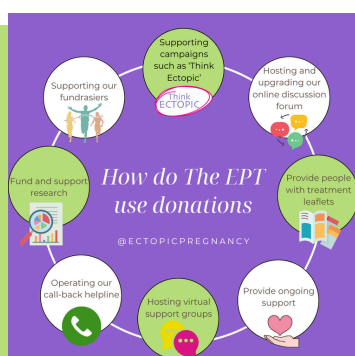 Supporting
campaigns
such as 'Think
Ectopic'
Think
ECTOPIC
Hosting and
upgrading our
online discussion
forum
Provide people
with treatment
leaflets
Provide ongoing
support
Hosting virtual
support groups
Operating our
call-back helpline
Fund and support
research
Supporting our
fundrasiers
How do The EPT
use donations
@ECTOPICPREGNANCY